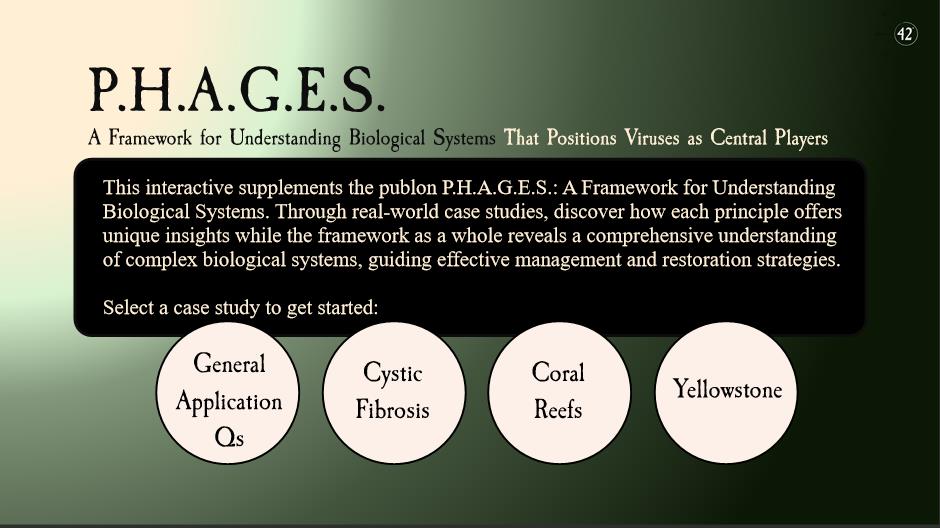 42
P.H.A.G.E.S.
A Framework for Understanding Biological Systems That Positions Viruses as Central Players
This interactive supplements the publon P.H.A.G.E.S.: A Framework for Understanding
Biological Systems. Through real-world case studies, discover how each principle offers
unique insights while the framework as a whole reveals a comprehensive understanding
of complex biological systems, guiding effective management and restoration strategies.
Select a case study to get started:
General
Application
Qs
Cystic
Fibrosis
Coral
Reefs
Yellowstone